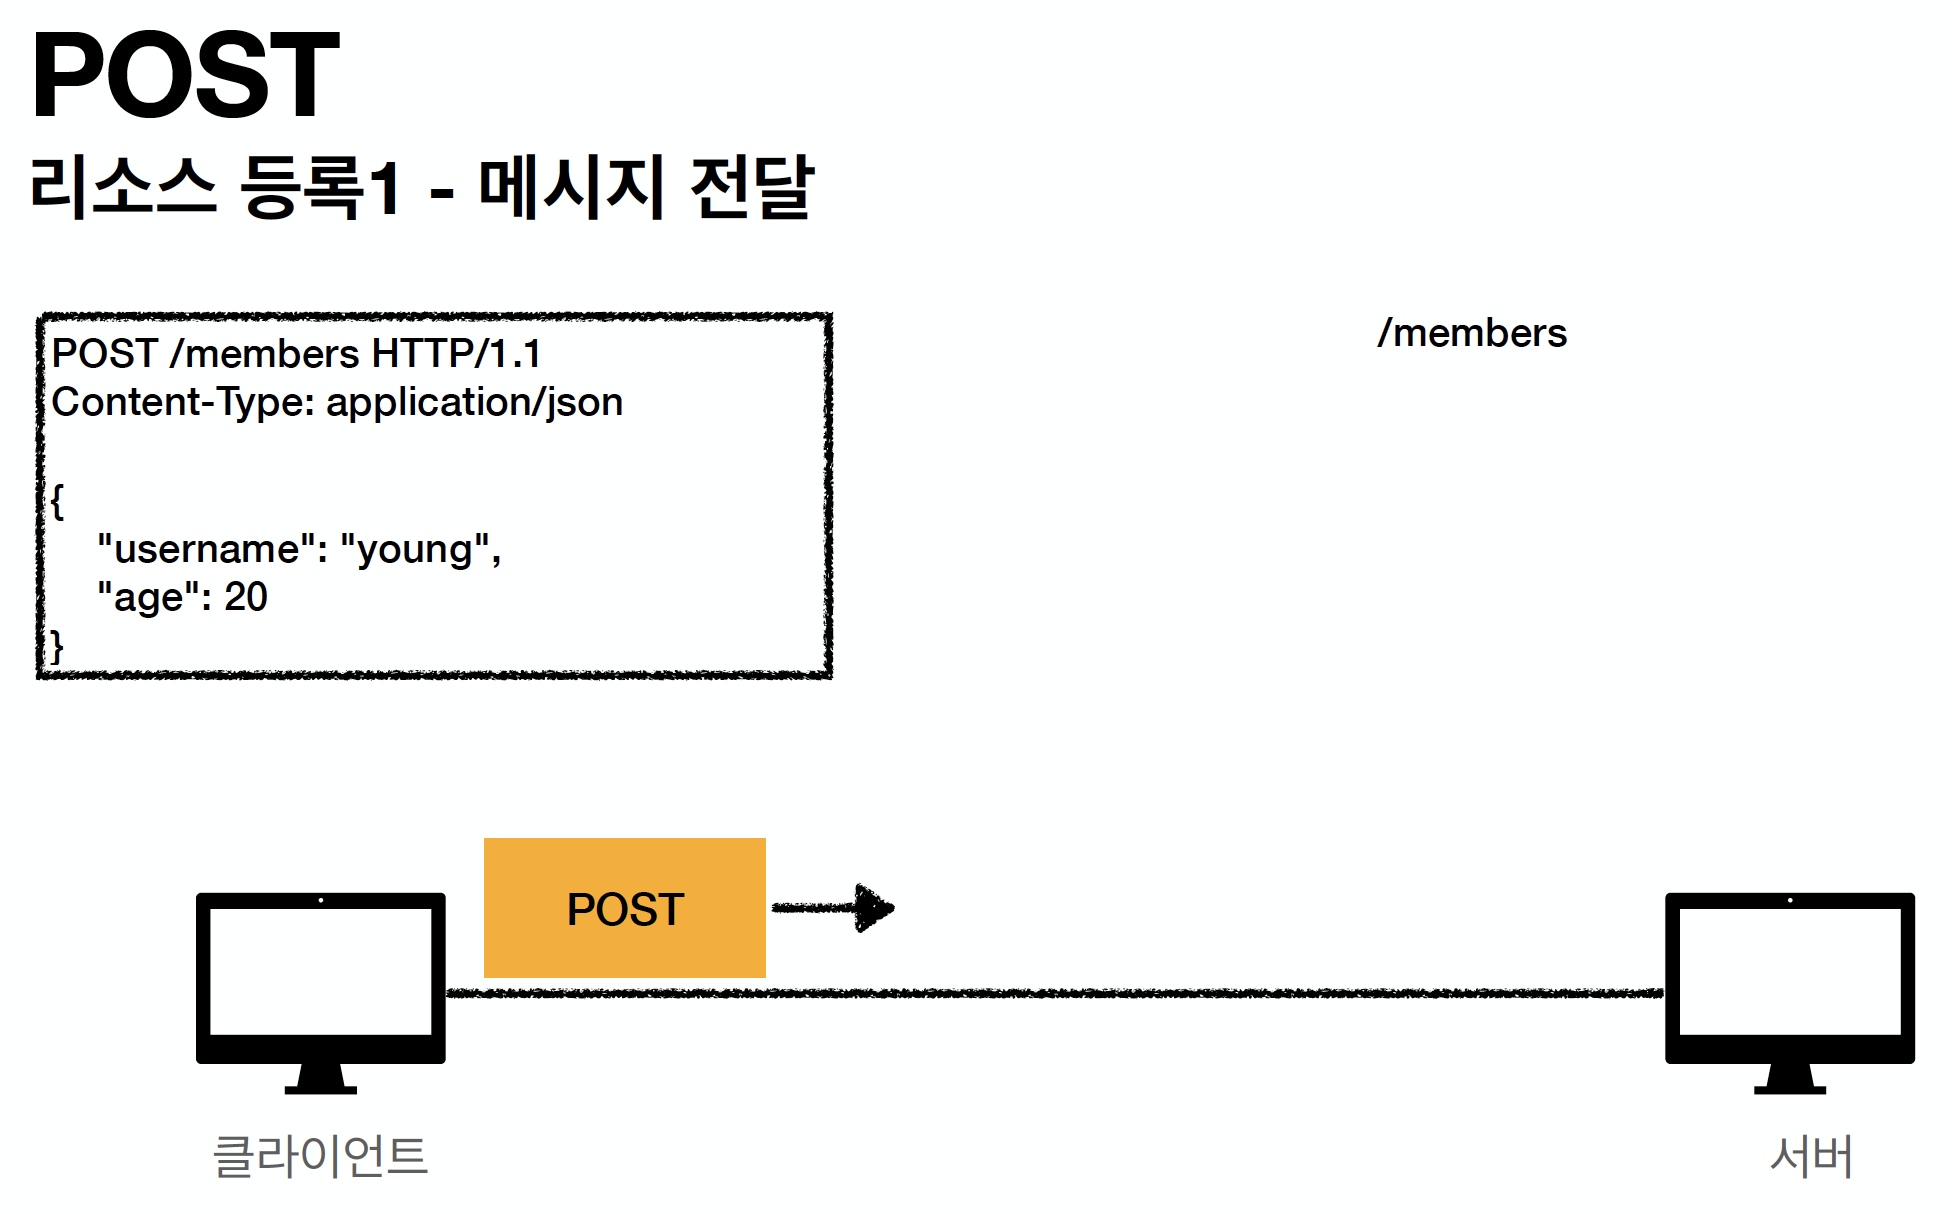 POST
리소스 등록1 - 메시지 전달
POST /members HTTP/1.1
Content-Type: application/json
{
"username": "young",
"age": 20
}
/members
POST
클라이언트
서버